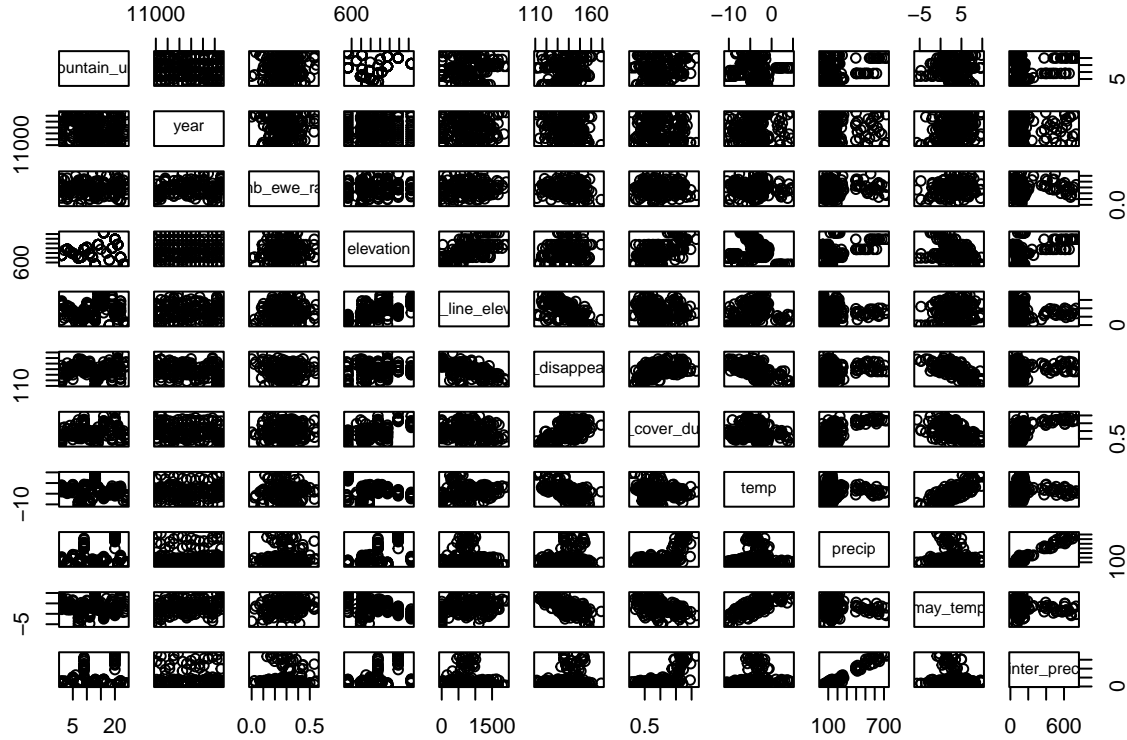 11000
600
110 160
−10 0
−5 5
ountain_u
5
year
11000
nb_ewe_ra
0.0
elevation
600
_line_elev
0
_disappea
110
_cover_du
0.5
temp
−10
precip
100
may_temp
−5
inter_prec
0
5 20
0.0 0.5
0 1500
0.5
100 700
0 600